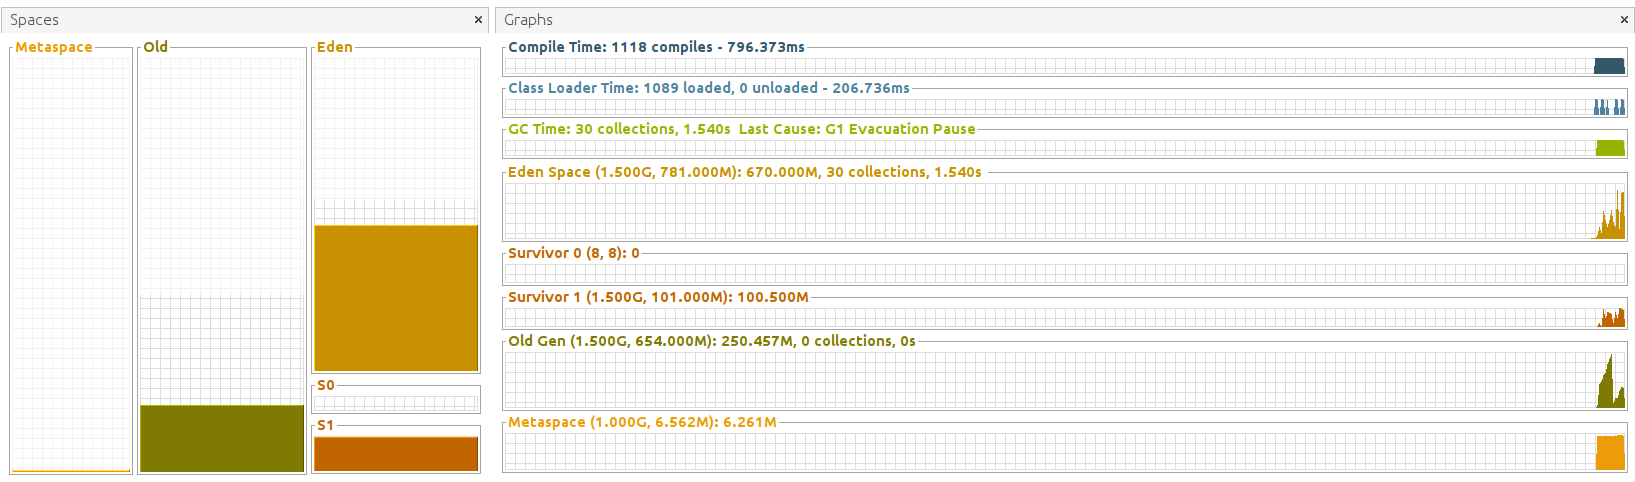 Spaces
Metaspace
Old
Eden
S0
S1
Graphs
Compile Time: 1118 compiles - 796.373ms
Class Loader Time: 1089 loaded, 0 unloaded - 206.736ms
GC Time: 30 collections, 1.540s Last Cause: G1 Evacuation Pause
Eden Space (1.500G, 781.000M): 670.000M, 30 collections, 1.540s
Survivor 0 (8, 8): 0
Survivor 1 (1.500G, 101.000M): 100.500M
Old Gen (1.500G, 654.000M): 250.457M, 0 collections, 0s
Metaspace (1.000G, 6.562M): 6.261M